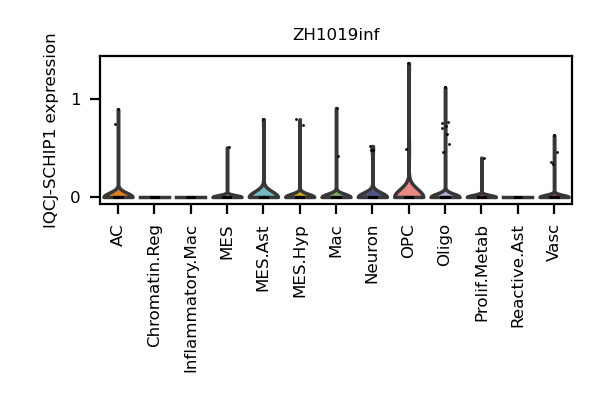 ZH1019inf
IQCJ-SCHIP1 expression
1
0
AC
Chromatin.Reg
Inflammatory.Mac
MES
MES.Ast
MES.Hyp
Mac
Neuron
OPC
Oligo
Prolif.Metab
Reactive.Ast
Vasc